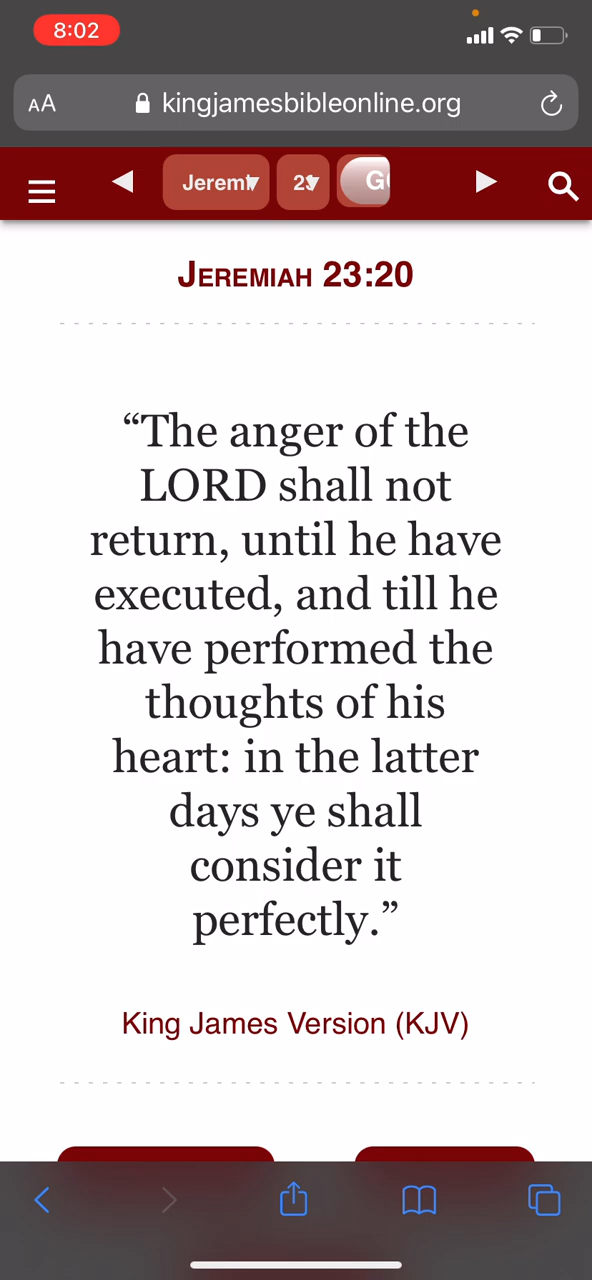 8:02
AA kingjamesbibleonline.org
23
JEREMIAH 23:20
“The anger of the
LORD shall not
return, until he have
executed, and till he
have performed the
thoughts of his
heart: in the latter
days ye shall
consider it
perfectly.”
King James Version (KJV)